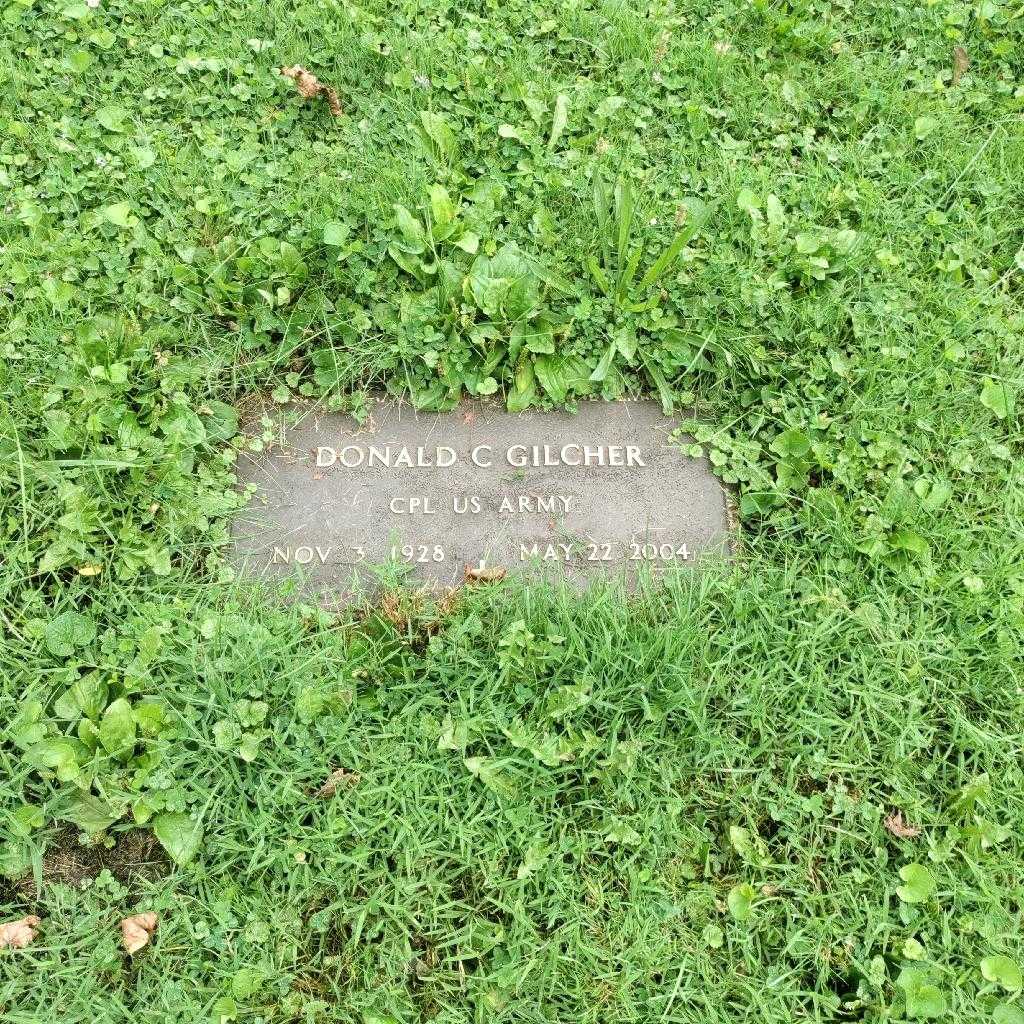 DONALD C GILCHER
CPL US ARMY
NOV 3 1928 MAY 22 2004